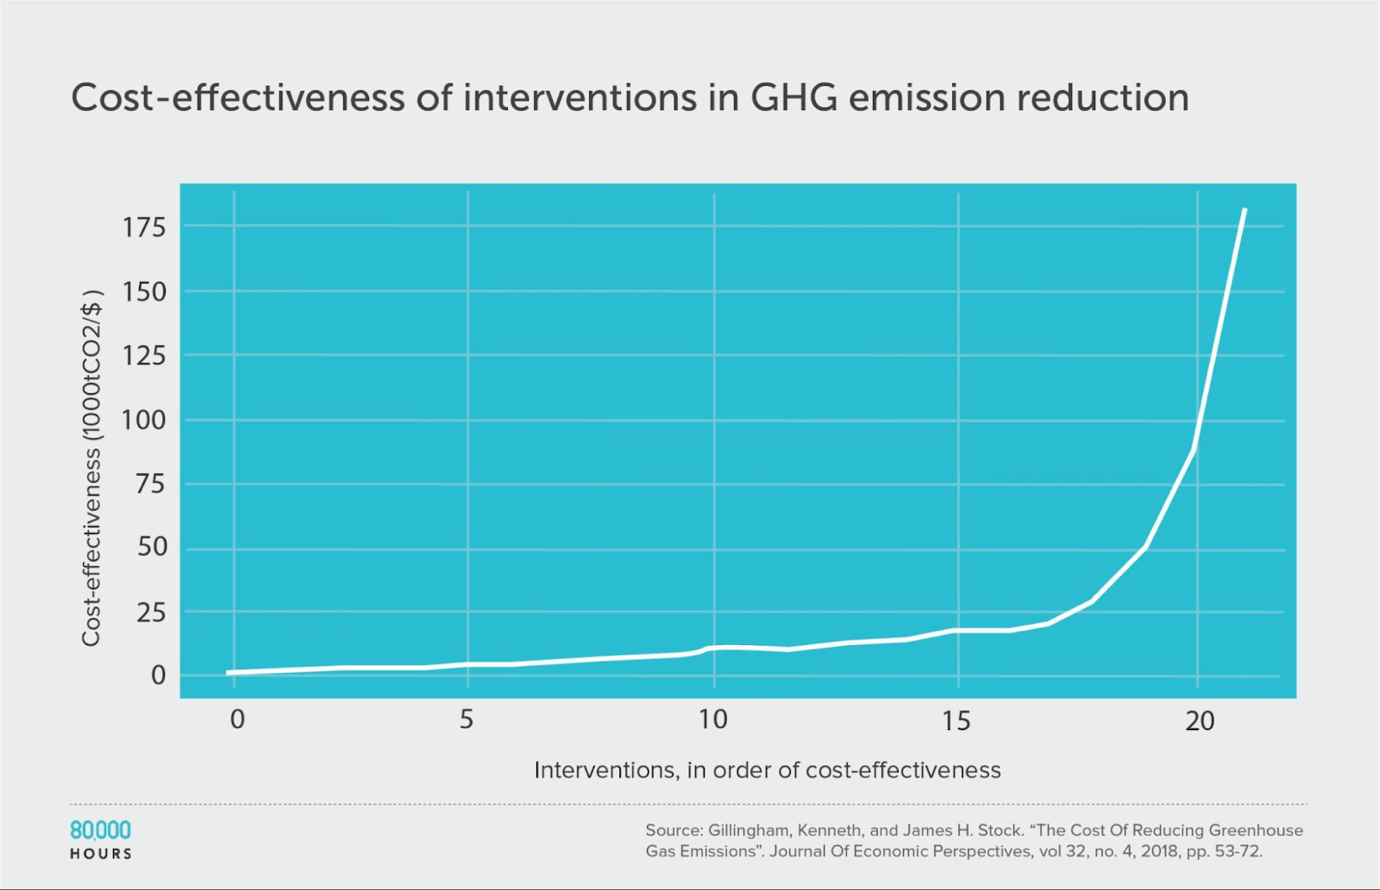 Cost-effectiveness of interventions in GHG emission reduction
Cost-effectiveness (1000tCO2/$ )
175
150
125
100
75
50
25
0
0 5 10 15 20
Interventions, in order of cost-effectiveness
80,000
HOURS
Source: Gillingham, Kenneth, and James H. Stock. “The Cost Of Reducing Greenhouse
Gas Emissions”. Journal Of Economic Perspectives, vol 32, no. 4, 2018, pp. 53-72.